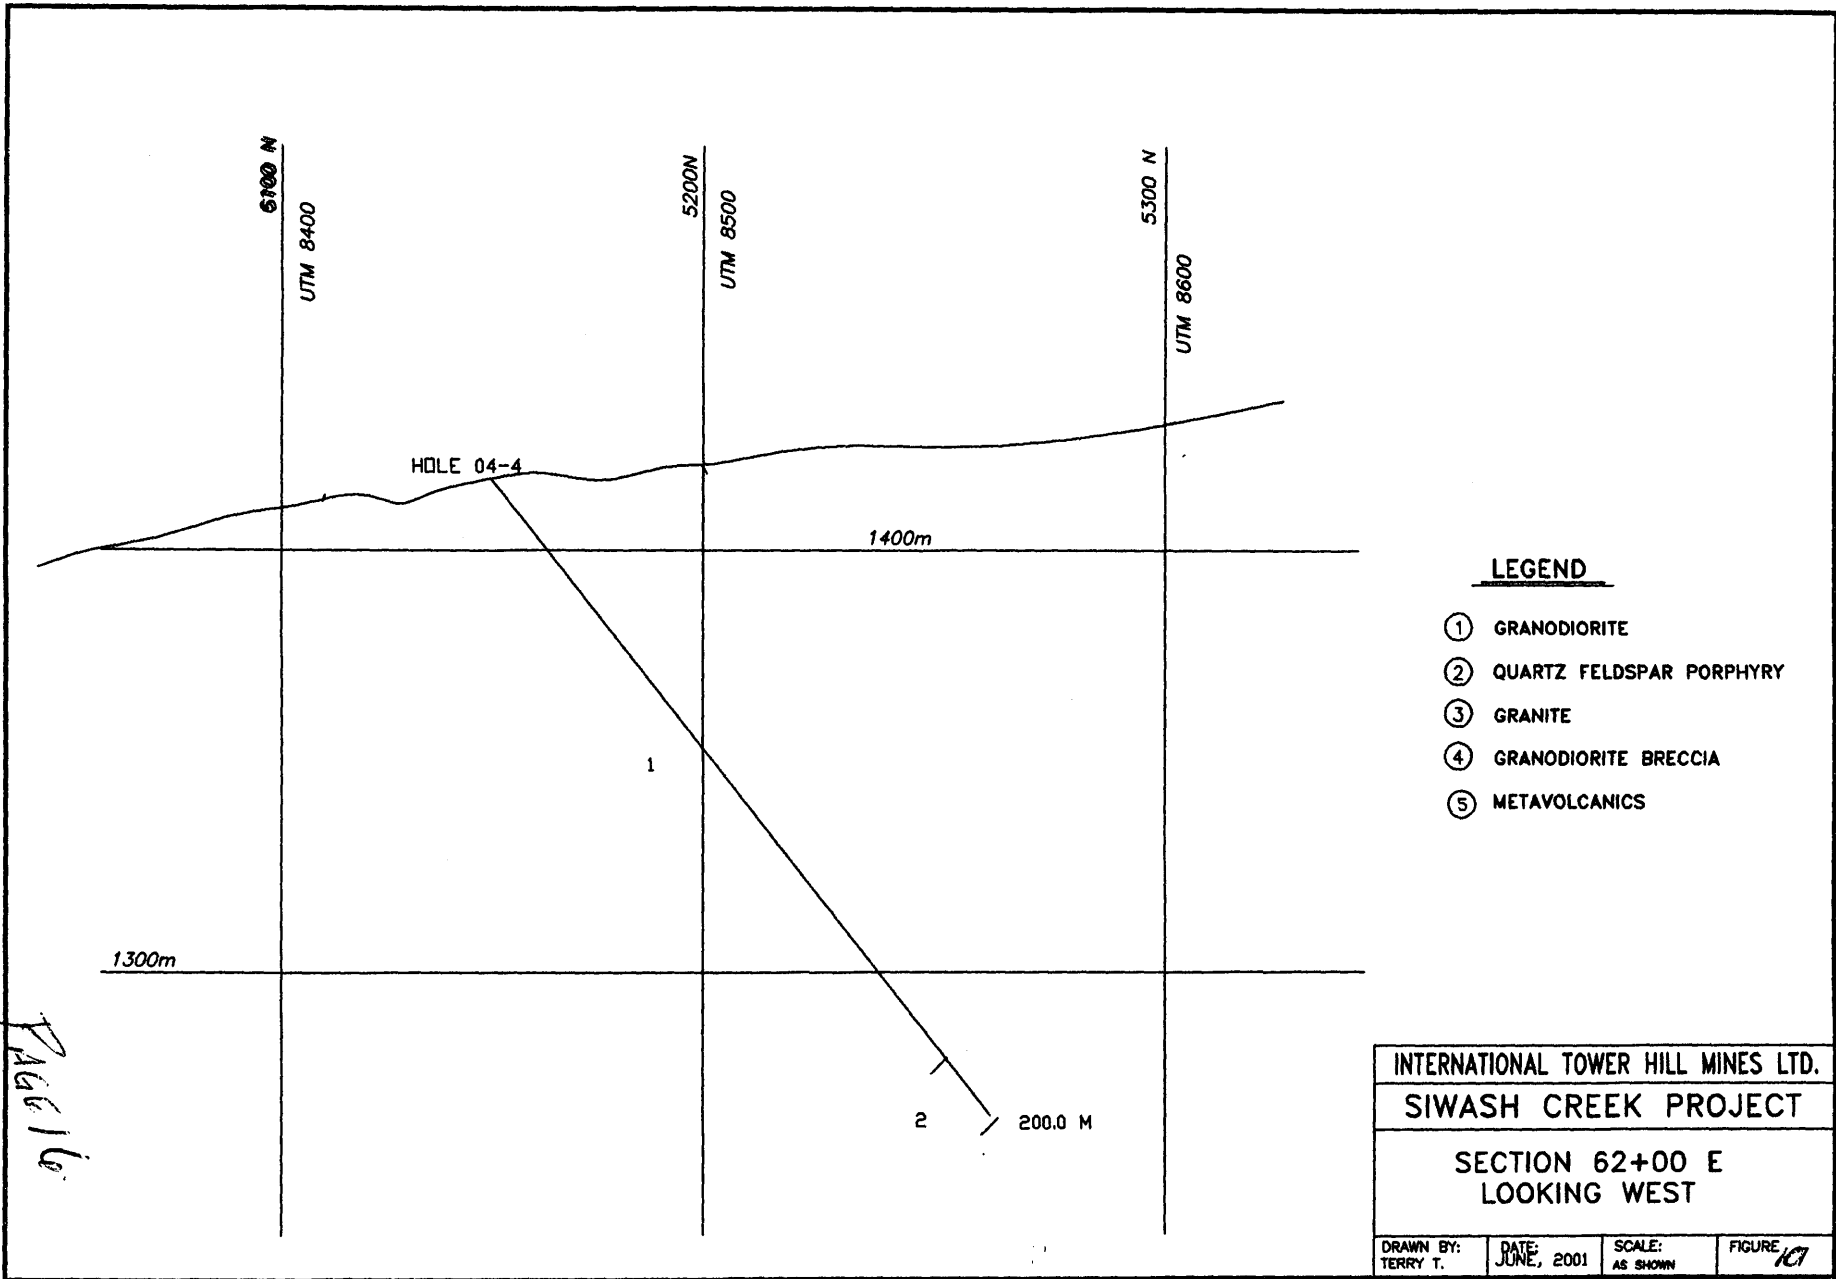 UTM 8400
5200N
UTM 8500
5300 N
UTM 8600
HOLE 04-4
1400m
1
1300m
2
200.0 M
LEGEND
1 GRANODIORITE
2 QUARTZ FELDSPAR PORPHYRY
3 GRANITE
4 GRANODIORITE BRECCIA
5 METAVOLCANICS
PAGE 16
INTERNATIONAL TOWER HILL MINES LTD.
SIWASH CREEK PROJECT
SECTION 62+00 E
LOOKING WEST
DRAWN BY:
TERRY T.
DATE:
JUNE, 2001
SCALE:
AS SHOWN
FIGURE